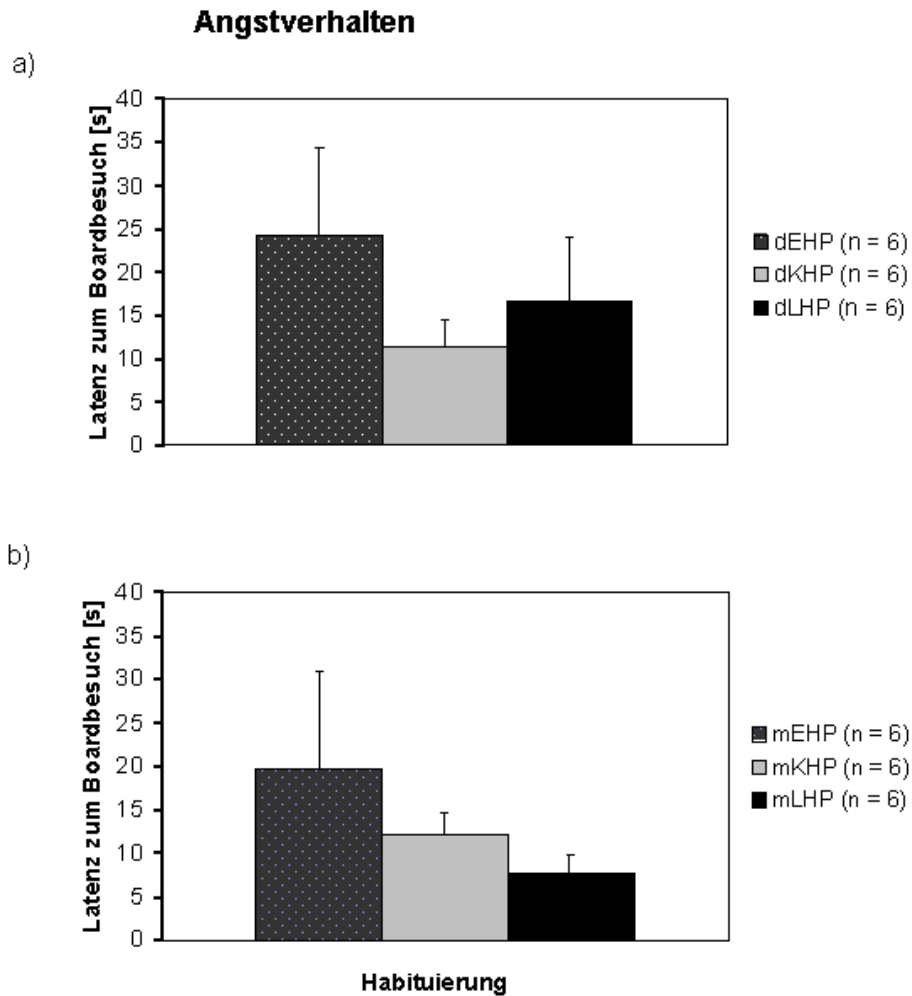 Angstverhalten
a)
Latenz zum Boardbesuch [s]
40
35
30
25
20
15
10
5
0
dEHP (n = 6)
dKHP (n = 6)
dLHP (n = 6)
b)
Latenz zum Boardbesuch [s]
40
35
30
25
20
15
10
5
0
mEHP (n = 6)
mKHP (n = 6)
mLHP (n = 6)
Habituierung